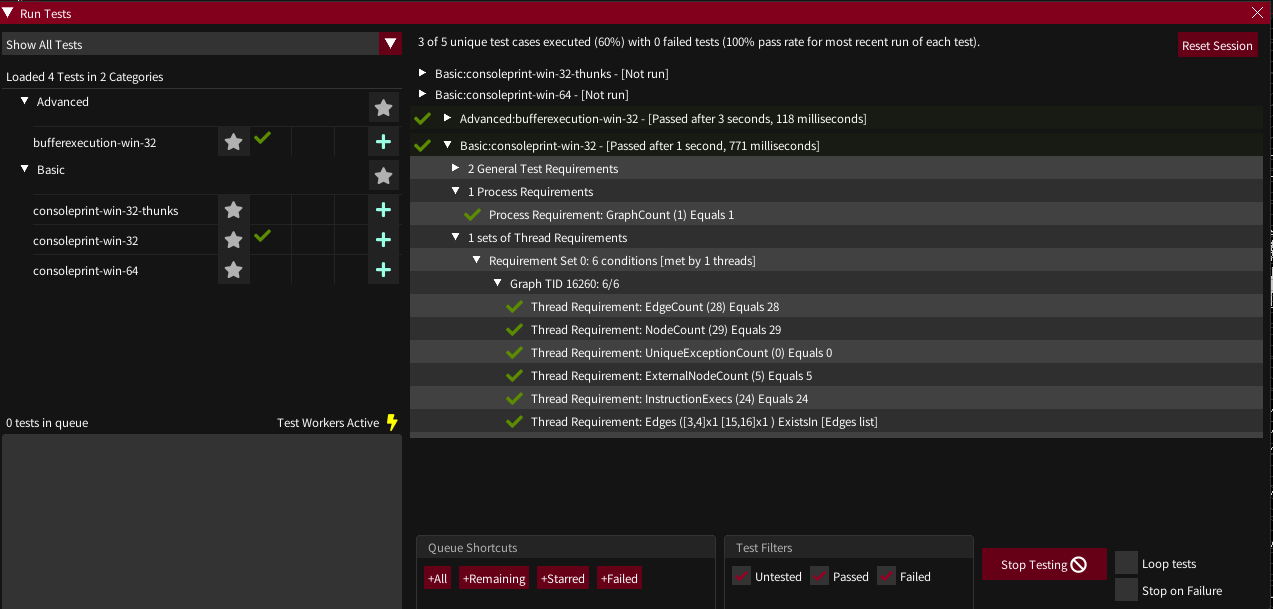 Run Tests
Show All Tests
Loaded 4 Tests in 2 Categories
Advanced
bufferexecution-win-32
Basic
consoleprint-win-32-thunks
consoleprint-win-32
consoleprint-win-64
0 tests in queue
Test Workers Active
3 of 5 unique test cases executed (60%) with 0 failed tests (100% pass rate for most recent run of each test).
Reset Session
Basic:consoleprint-win-32-thunks - [Not run]
Basic:consoleprint-win-64 - [Not run]
Advanced:bufferexecution-win-32 - [Passed after 3 seconds, 118 milliseconds]
Basic:consoleprint-win-32 - [Passed after 1 second, 771 milliseconds]
2 General Test Requirements
1 Process Requirements
Process Requirement: GraphCount (1) Equals 1
1 sets of Thread Requirements
Requirement Set 0: 6 conditions [met by 1 threads]
Graph TID 16260: 6/6
Thread Requirement: EdgeCount (28) Equals 28
Thread Requirement: NodeCount (29) Equals 29
Thread Requirement: UniqueExceptionCount (0) Equals 0
Thread Requirement: ExternalNodeCount (5) Equals 5
Thread Requirement: InstructionExecs (24) Equals 24
Thread Requirement: Edges ([3,4]x1 [15,16]x1 ) ExistsIn [Edges list]
Queue Shortcuts
+All
+Remaining
+Starred
+Failed
Test Filters
Untested
Passed
Failed
Stop Testing
Loop tests
Stop on Failure